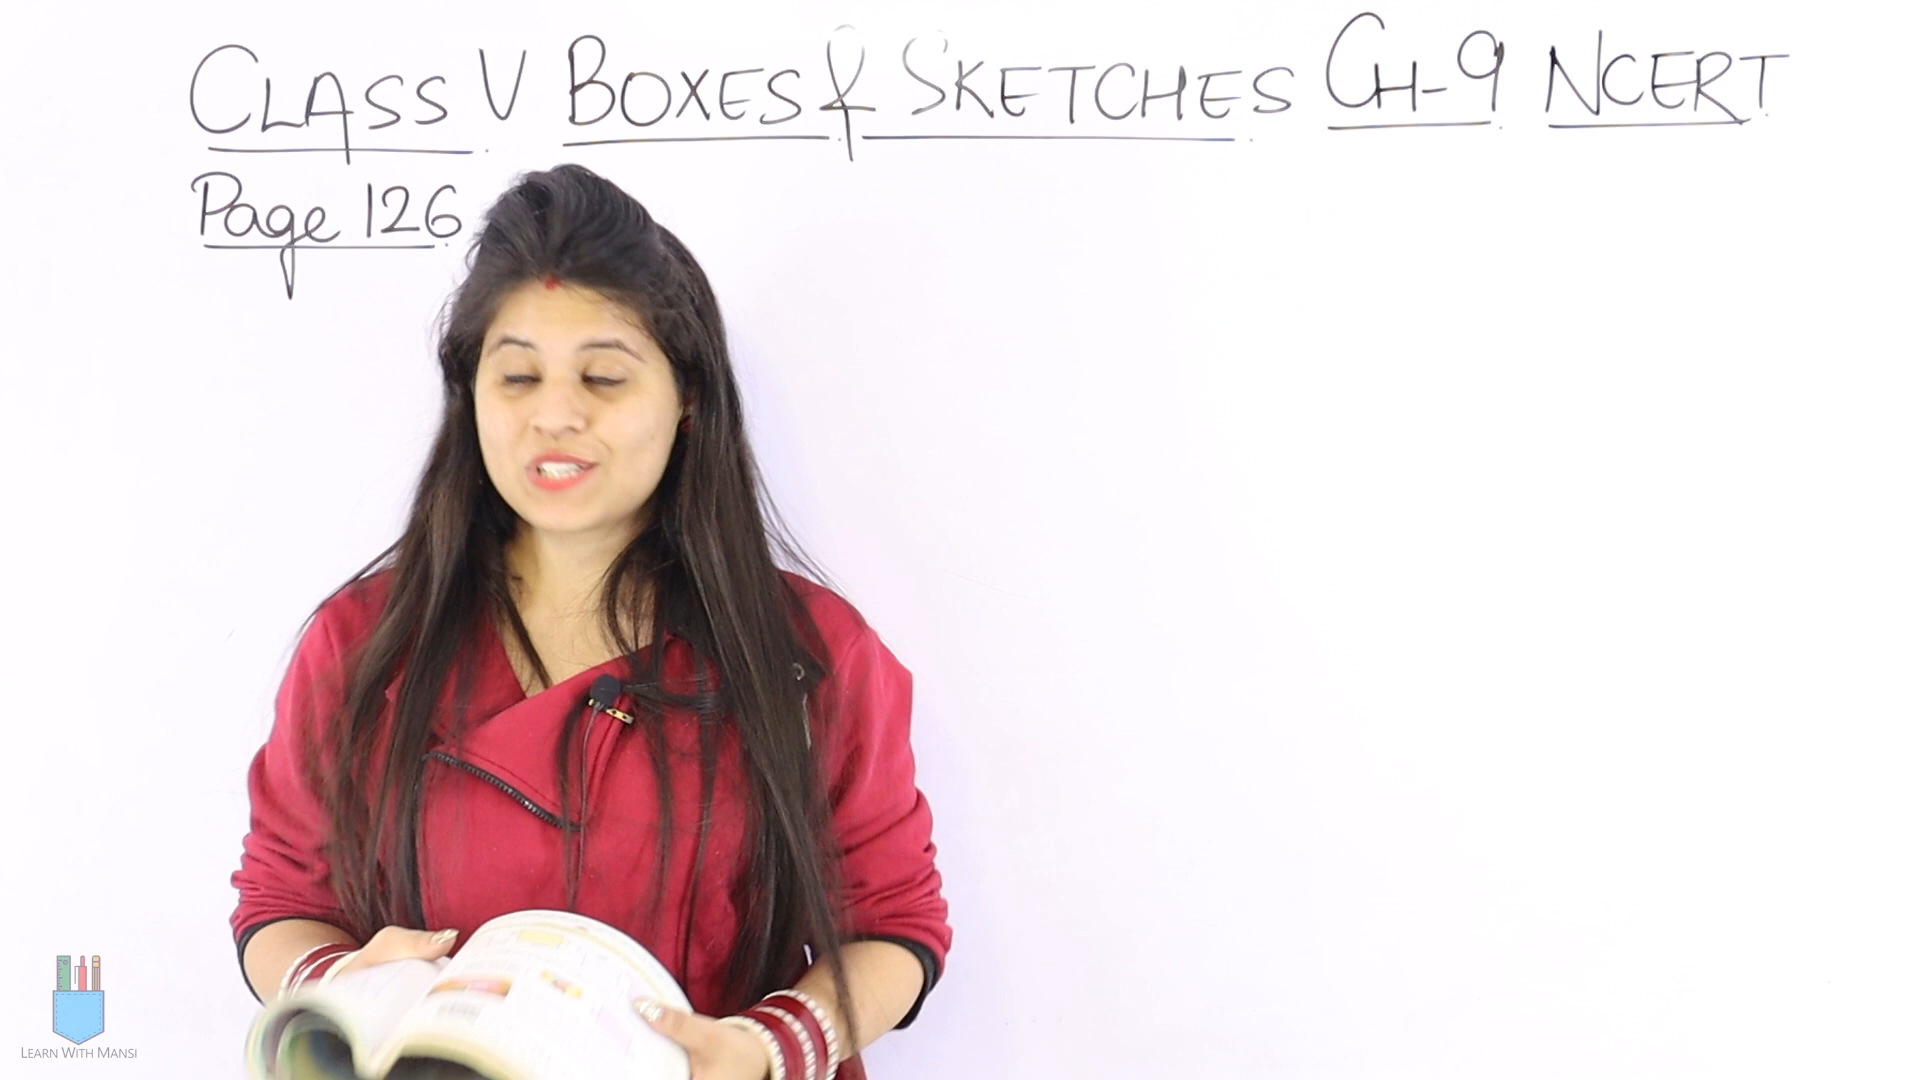 CLASS V BOXES & SKETCHES CH-9 NCERT
Page 126
LEARN WITH MANSI